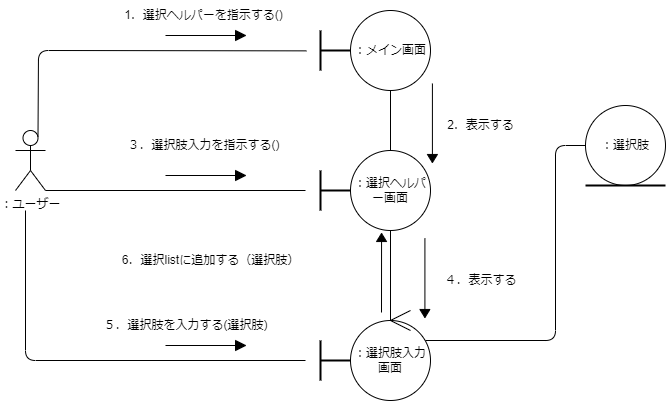 1. 選択ヘルパーを指示する()
：メイン画面
2. 表示する
３．選択肢入力を指示する()
：選択肢
：選択ヘルパ
ー画面
：ユーザー
6. 選択listに追加する（選択肢）
４．表示する
５．選択肢を入力する(選択肢)
：選択肢入力
画面